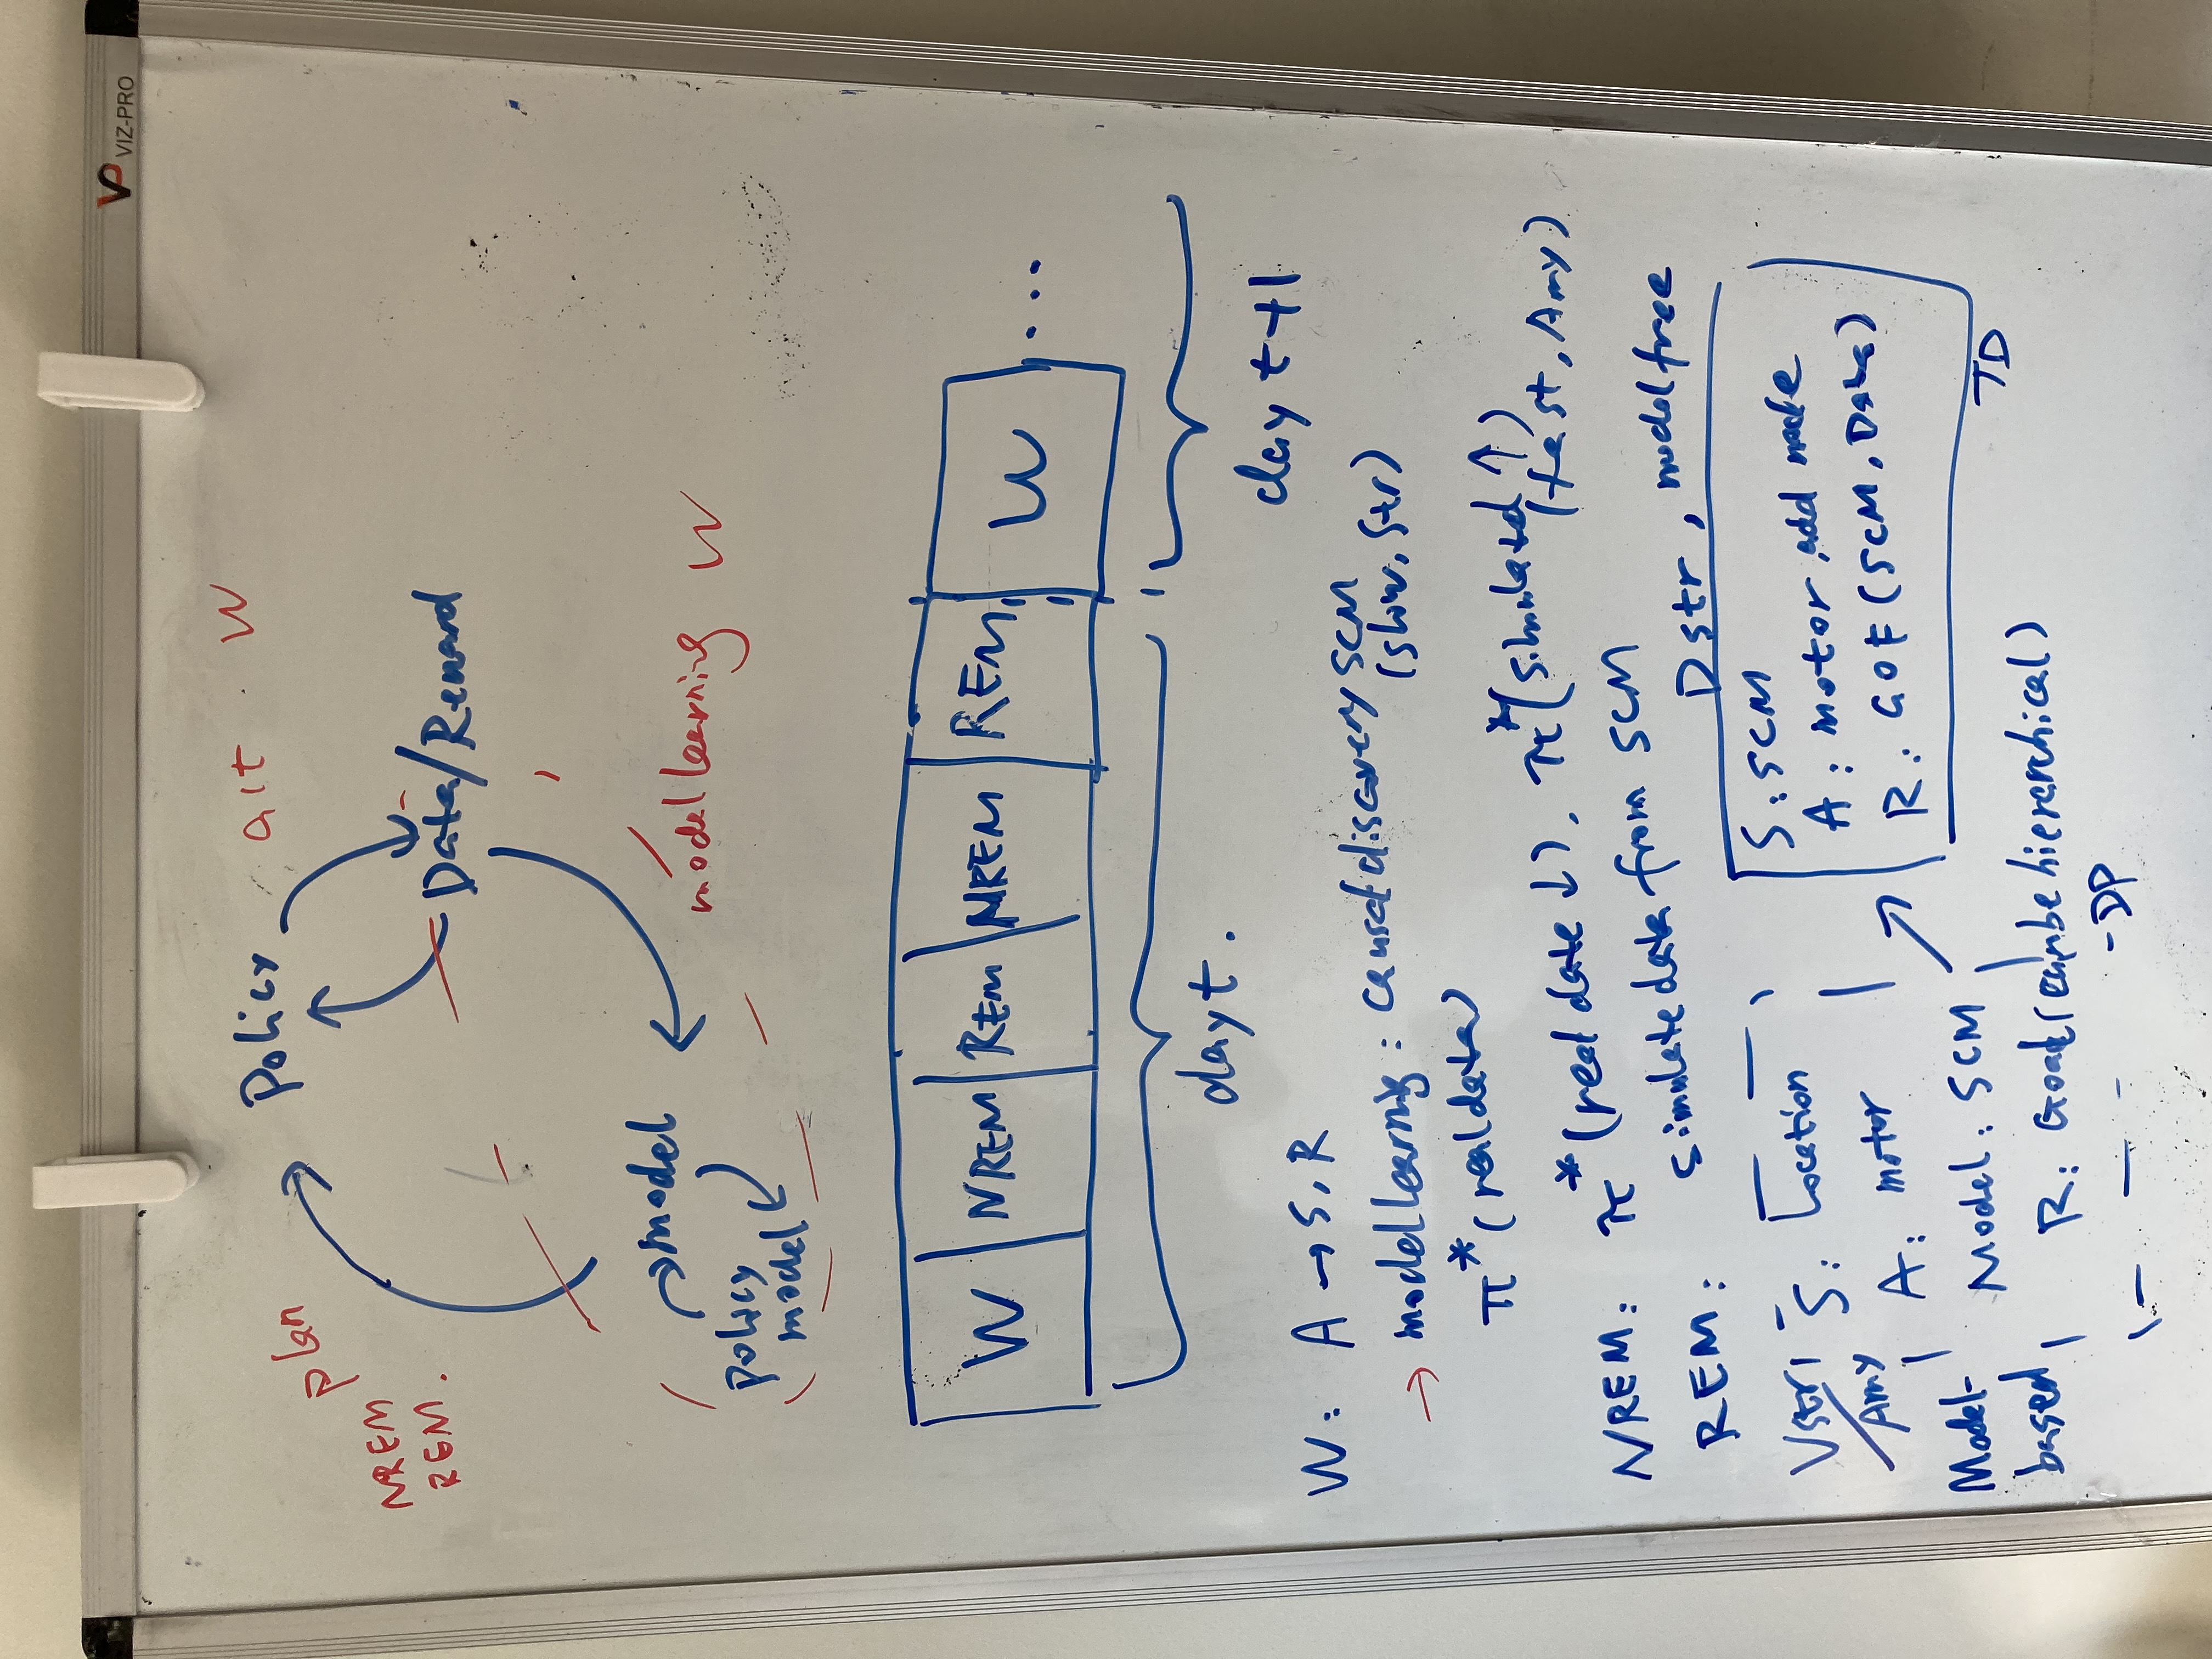 VP VIZ-PRO
Policy act W
plan
NREM
REM.
Data/Reward
model
model learning W
policy
model
W NREM REM NREM REM W ...
day t.
day t+1
W: A → S, R
→ model learning: causal discovery SCM
(slow, Str)
π* (real data)
NREM: π* (real date ↓), π* (simulated ↑)
(fast, Amy)
REM: simulate data from SCM
Dstr, model free
S: SCM
A: motor, add node
R: GOF (SCM, Data)
TD
Vstr/
Amy
Model-
based
S: Location
A: motor
Model: SCM
R: Goal (can be hierarchical)
-DP